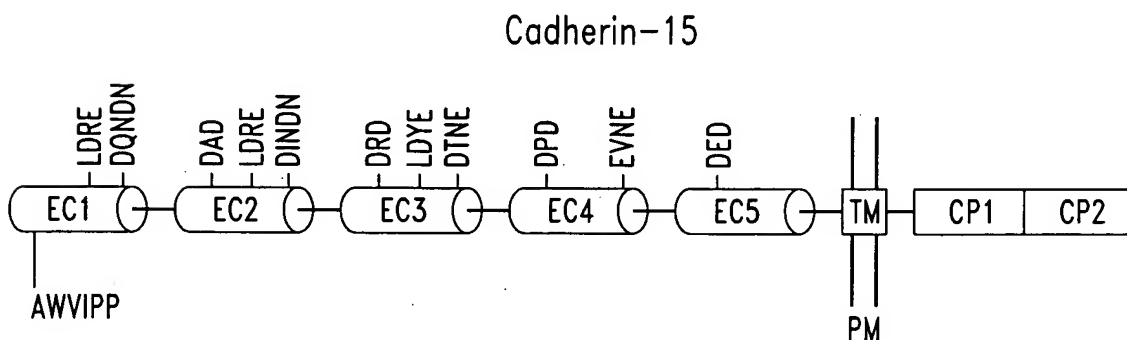 Cadherin-15
LDRE
DQNDN
DAD
LDRE
DINDN
DRD
LDYE
DTNE
DPD
EVNE
DED
EC1
EC2
EC3
EC4
EC5
TM
CP1
CP2
AWVIPP
PM